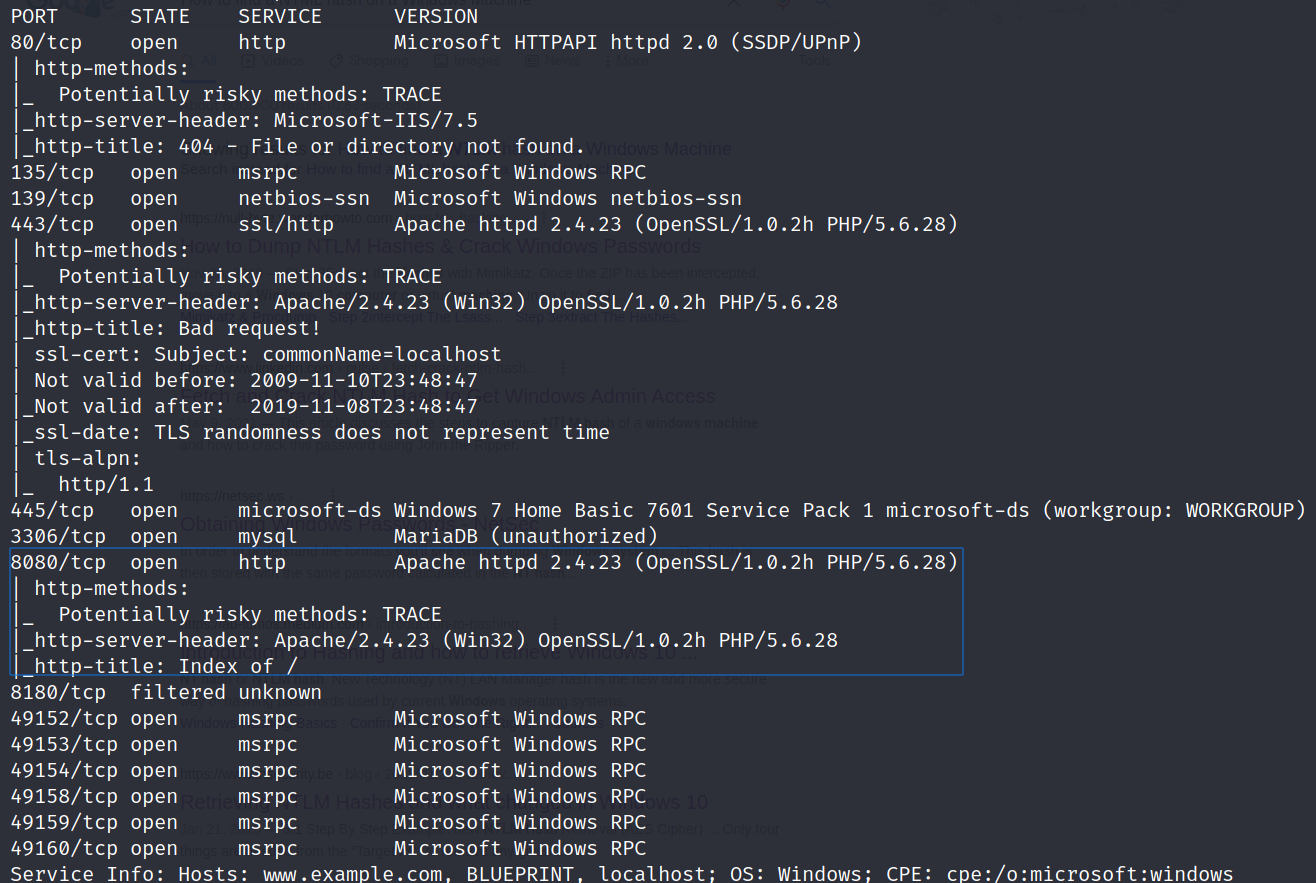 PORT      STATE    SERVICE      VERSION
80/tcp    open     http         Microsoft HTTPAPI httpd 2.0 (SSDP/UPnP)
| http-methods:
|_  Potentially risky methods: TRACE
|_http-server-header: Microsoft-IIS/7.5
|_http-title: 404 - File or directory not found.
135/tcp   open     msrpc        Microsoft Windows RPC
139/tcp   open     netbios-ssn  Microsoft Windows netbios-ssn
443/tcp   open     ssl/http     Apache httpd 2.4.23 (OpenSSL/1.0.2h PHP/5.6.28)
| http-methods:
|_  Potentially risky methods: TRACE
|_http-server-header: Apache/2.4.23 (Win32) OpenSSL/1.0.2h PHP/5.6.28
|_http-title: Bad request!
| ssl-cert: Subject: commonName=localhost
| Not valid before: 2009-11-10T23:48:47
|_Not valid after:  2019-11-08T23:48:47
|_ssl-date: TLS randomness does not represent time
| tls-alpn:
|_  http/1.1
445/tcp   open     microsoft-ds Windows 7 Home Basic 7601 Service Pack 1 microsoft-ds (workgroup: WORKGROUP)
3306/tcp  open     mysql        MariaDB (unauthorized)
8080/tcp  open     http         Apache httpd 2.4.23 (OpenSSL/1.0.2h PHP/5.6.28)
| http-methods:
|_  Potentially risky methods: TRACE
|_http-server-header: Apache/2.4.23 (Win32) OpenSSL/1.0.2h PHP/5.6.28
|_http-title: Index of /
8180/tcp  filtered unknown
49152/tcp open     msrpc        Microsoft Windows RPC
49153/tcp open     msrpc        Microsoft Windows RPC
49154/tcp open     msrpc        Microsoft Windows RPC
49158/tcp open     msrpc        Microsoft Windows RPC
49159/tcp open     msrpc        Microsoft Windows RPC
49160/tcp open     msrpc        Microsoft Windows RPC
Service Info: Hosts: www.example.com, BLUEPRINT, localhost; OS: Windows; CPE: cpe:/o:microsoft:windows